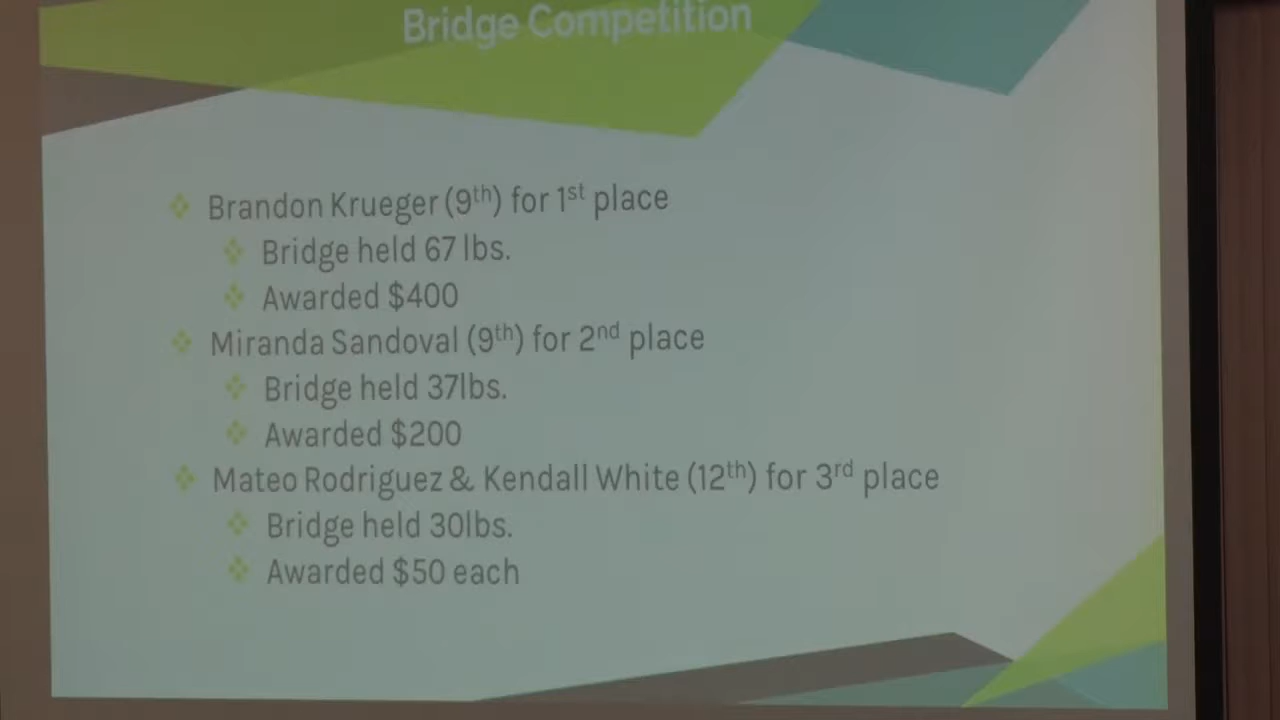 Bridge Competition
Brandon Krueger (9th) for 1st place
Bridge held 67 lbs.
Awarded $400
Miranda Sandoval (9th) for 2nd place
Bridge held 37lbs.
Awarded $200
Mateo Rodriguez & Kendall White (12th) for 3rd place
Bridge held 30lbs.
Awarded $50 each